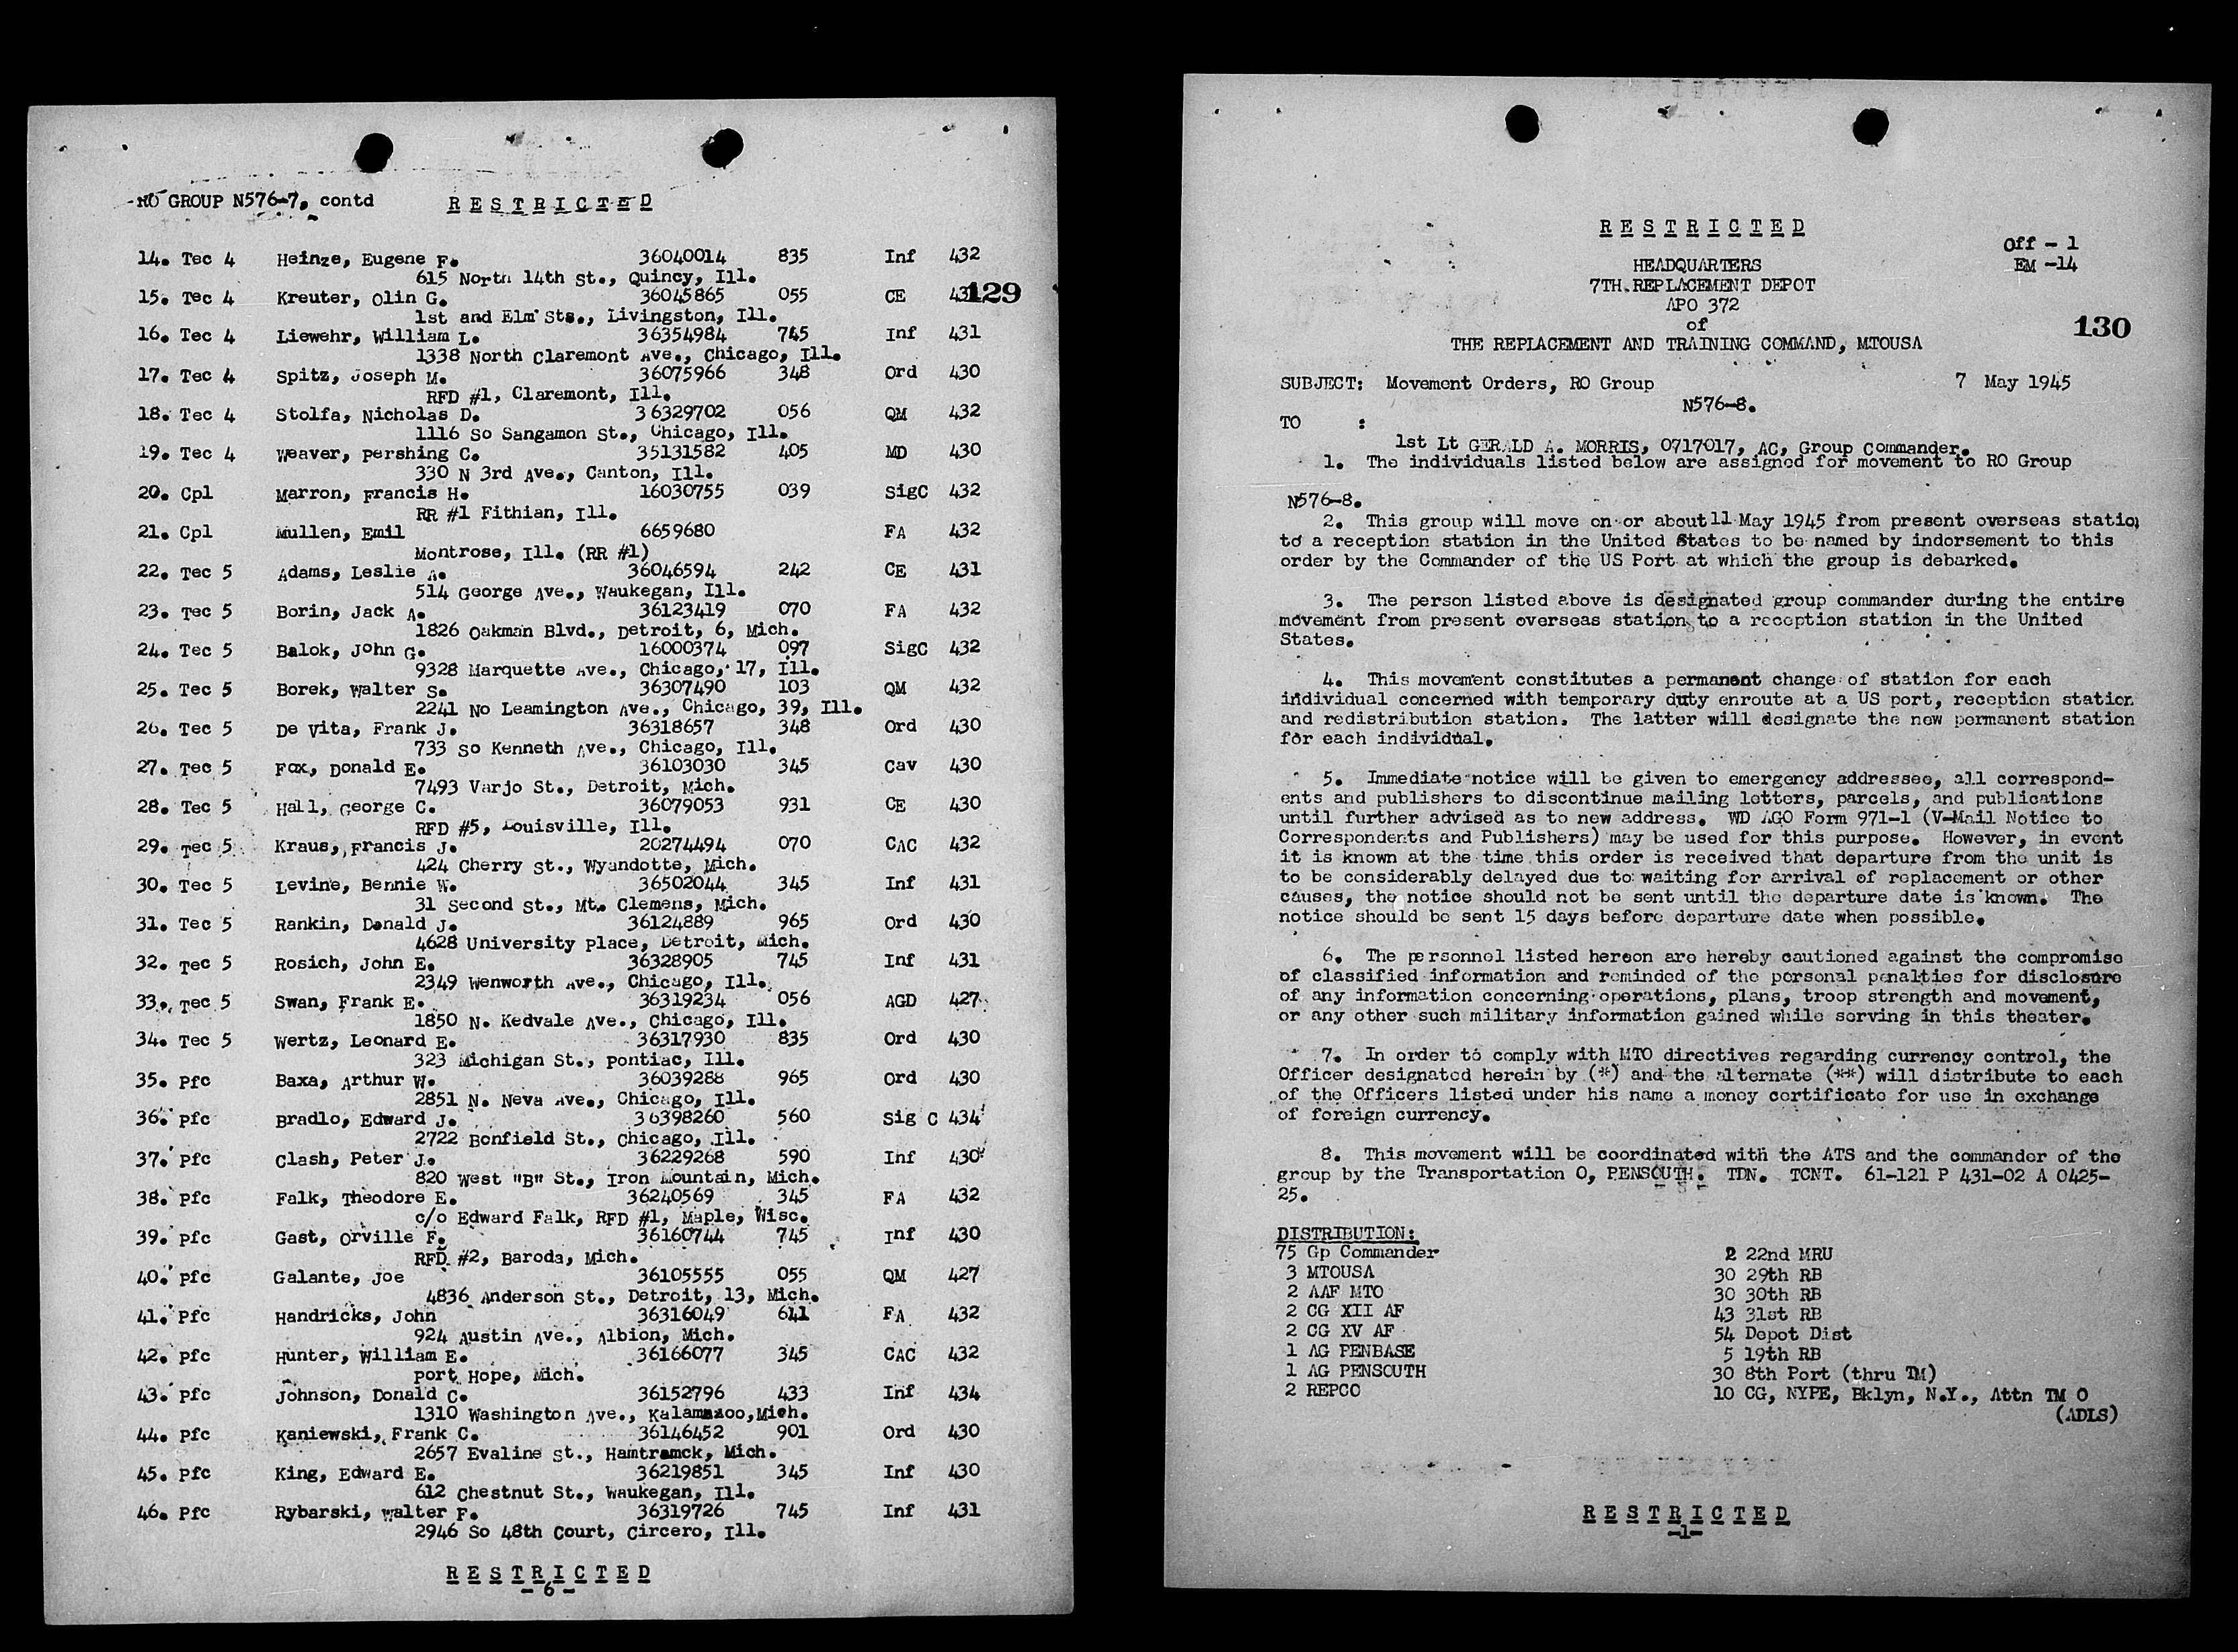 RO GROUP N576-7, contd R E S T R I C T E D
14. Tec 4 Heinze, Eugene F. 36040014 835 Inf 432
615 North 14th St., Quincy, Ill.
15. Tec 4 Kreuter, Olin G. 36045865 055 CE 431
129
1st and Elm Sts., Livingston, Ill.
16. Tec 4 Liewehr, William L. 36354984 745 Inf 431
1338 North Claremont Ave., Chicago, Ill.
17. Tec 4 Spitz, Joseph M. 36075966 348 Ord 430
RFD #1, Claremont, Ill.
18. Tec 4 Stolfa, Nicholas D. 36329702 056 QM 432
1116 So Sangamon St., Chicago, Ill.
19. Tec 4 Weaver, Pershing C. 35131582 405 MD 430
330 N 3rd Ave., Canton, Ill.
20. Cpl Marron, Francis H. 16030755 039 SigC 432
RR #1 Fithian, Ill.
21. Cpl Mullen, Emil 6659680 FA 432
Montrose, Ill. (RR #1)
22. Tec 5 Adams, Leslie A. 36046594 242 CE 431
514 George Ave., Waukegan, Ill.
23. Tec 5 Borin, Jack A. 36123419 070 FA 432
1826 Oakman Blvd., Detroit, 6, Mich.
24. Tec 5 Balok, John G. 16000374 097 SigC 432
9328 Marquette Ave., Chicago, 17, Ill.
25. Tec 5 Borek, Walter S. 36307490 103 QM 432
2241 No Leamington Ave., Chicago, 39, Ill.
26. Tec 5 De Vita, Frank J. 36318657 348 Ord 430
733 So Kenneth Ave., Chicago, Ill.
27. Tec 5 Fox, Donald E. 36103030 345 Cav 430
7493 Varjo St., Detroit, Mich.
28. Tec 5 Hall, George C. 36079053 931 CE 430
RFD #5, Louisville, Ill.
29. Tec 5 Kraus, Francis J. 20274494 070 CAC 432
424 Cherry St., Wyandotte, Mich.
30. Tec 5 Levine, Bennie W. 36502044 345 Inf 431
31 Second St., Mt. Clemens, Mich.
31. Tec 5 Rankin, Donald J. 36124889 965 Ord 430
4628 University Place, Detroit, Mich.
32. Tec 5 Rosich, John E. 36328905 745 Inf 431
2349 Wenworth Ave., Chicago, Ill.
33. Tec 5 Swan, Frank E. 36319234 056 AGD 427
1850 N. Kedvale Ave., Chicago, Ill.
34. Tec 5 Wertz, Leonard E. 36317930 835 Ord 430
323 Michigan St., Pontiac, Ill.
35. Pfc Baxa, Arthur W. 36039288 965 Ord 430
2851 N. Neva Ave., Chicago, Ill.
36. Pfc Bradlo, Edward J. 36398260 560 Sig C 434
2722 Bonfield St., Chicago, Ill.
37. Pfc Clash, Peter J. 36229268 590 Inf 430
820 West "B" St., Iron Mountain, Mich.
38. Pfc Falk, Theodore E. 36240569 345 FA 432
c/o Edward Falk, RFD #1, Maple, Wisc.
39. Pfc Gast, Orville F. 36160744 745 Inf 430
RFD #2, Baroda, Mich.
40. Pfc Galante, Joe 36105555 055 QM 427
4836 Anderson St., Detroit, 13, Mich.
41. Pfc Handricks, John 36316049 641 FA 432
924 Austin Ave., Albion, Mich.
42. Pfc Hunter, William E. 36166077 345 CAC 432
Port Hope, Mich.
43. Pfc Johnson, Donald C. 36152796 433 Inf 434
1310 Washington Ave., Kalamazoo, Mich.
44. Pfc Kaniewski, Frank C. 36146452 901 Ord 430
2657 Evaline St., Hamtramck, Mich.
45. Pfc King, Edward E. 36219851 345 Inf 430
612 Chestnut St., Waukegan, Ill.
46. Pfc Rybarski, Walter F. 36319726 745 Inf 431
2946 So 48th Court, Circero, Ill.
R E S T R I C T E D
- 6 -
R E S T R I C T E D
Off - 1
EM -14
HEADQUARTERS
7TH REPLACEMENT DEPOT
APO 372
of
130
THE REPLACEMENT AND TRAINING COMMAND, MTOUSA
SUBJECT: Movement Orders, RO Group 7 May 1945
N576-8.
TO :
1st Lt GERALD A. MORRIS, 0717017, AC, Group Commander.
1. The individuals listed below are assigned for movement to RO Group
N576-8.
2. This group will move on or about 11 May 1945 from present overseas station
to a reception station in the United States to be named by indorsement to this
order by the Commander of the US Port at which the group is debarked.
3. The person listed above is designated group commander during the entire
movement from present overseas station to a reception station in the United
States.
4. This movement constitutes a permanent change of station for each
individual concerned with temporary duty enroute at a US port, reception station
and redistribution station. The latter will designate the new permanent station
for each individual.
5. Immediate notice will be given to emergency addressee, all correspond-
ents and publishers to discontinue mailing letters, parcels, and publications
until further advised as to new address. WD AGO Form 971-1 (V-Mail Notice to
Correspondents and Publishers) may be used for this purpose. However, in event
it is known at the time this order is received that departure from the unit is
to be considerably delayed due to waiting for arrival of replacement or other
causes, the notice should not be sent until the departure date is known. The
notice should be sent 15 days before departure date when possible.
6. The personnel listed hereon are hereby cautioned against the compromise
of classified information and reminded of the personal penalties for disclosure
of any information concerning operations, plans, troop strength and movement,
or any other such military information gained while serving in this theater.
7. In order to comply with MTO directives regarding currency control, the
Officer designated herein by (*) and the alternate (**) will distribute to each
of the Officers listed under his name a money certificate for use in exchange
of foreign currency.
8. This movement will be coordinated with the ATS and the commander of the
group by the Transportation O, PENSOUTH. TDN. TCNT. 61-121 P 431-02 A 0425-
25.
DISTRIBUTION:
75 Gp Commander 2 22nd MRU
3 MTOUSA 30 29th RB
2 AAF MTO 30 30th RB
2 CG XII AF 43 31st RB
2 CG XV AF 54 Depot Dist
1 AG PENBASE 5 19th RB
1 AG PENSOUTH 30 8th Port (thru TM)
2 REPCO 10 CG, NYPE, Bklyn, N.Y., Attn TM O
(ADLS)
R E S T R I C T E D
-1-